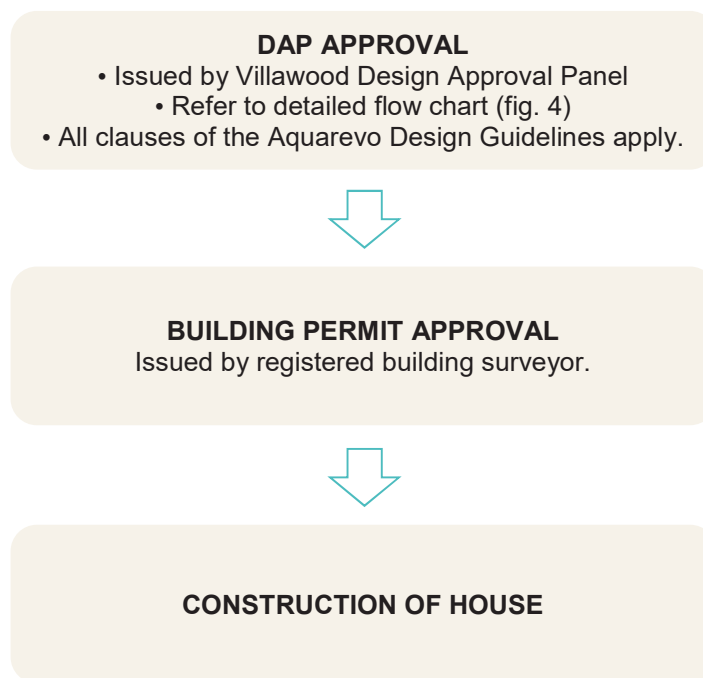 DAP APPROVAL
• Issued by Villawood Design Approval Panel
• Refer to detailed flow chart (fig. 4)
• All clauses of the Aquarevo Design Guidelines apply.
BUILDING PERMIT APPROVAL
Issued by registered building surveyor.
CONSTRUCTION OF HOUSE